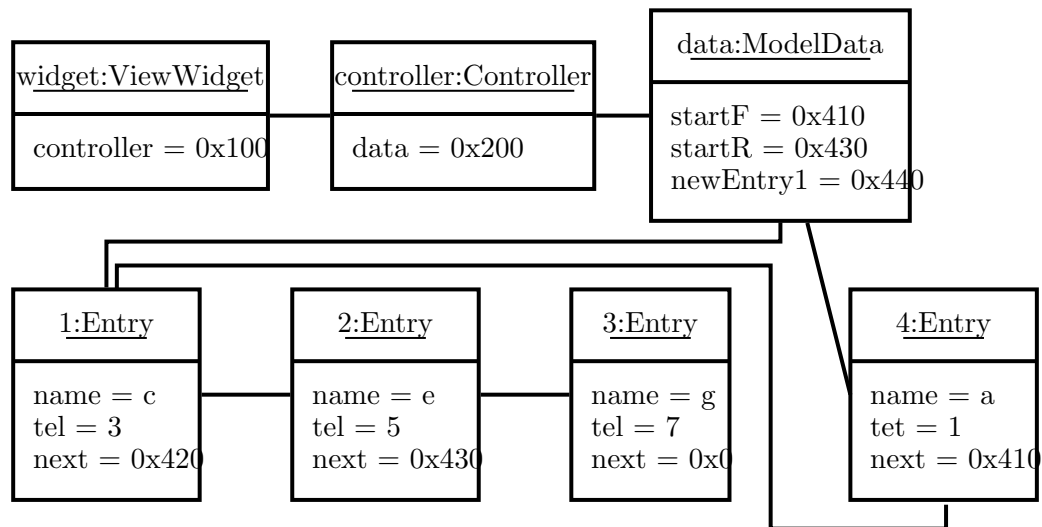 widget:ViewWidget
controller = 0x100
controller:Controller
data = 0x200
data:ModelData
startF = 0x410
startR = 0x430
newEntry1 = 0x440
1:Entry
name = c
tel = 3
next = 0x420
2:Entry
name = e
tel = 5
next = 0x430
3:Entry
name = g
tel = 7
next = 0x0
4:Entry
name = a
tet = 1
next = 0x410